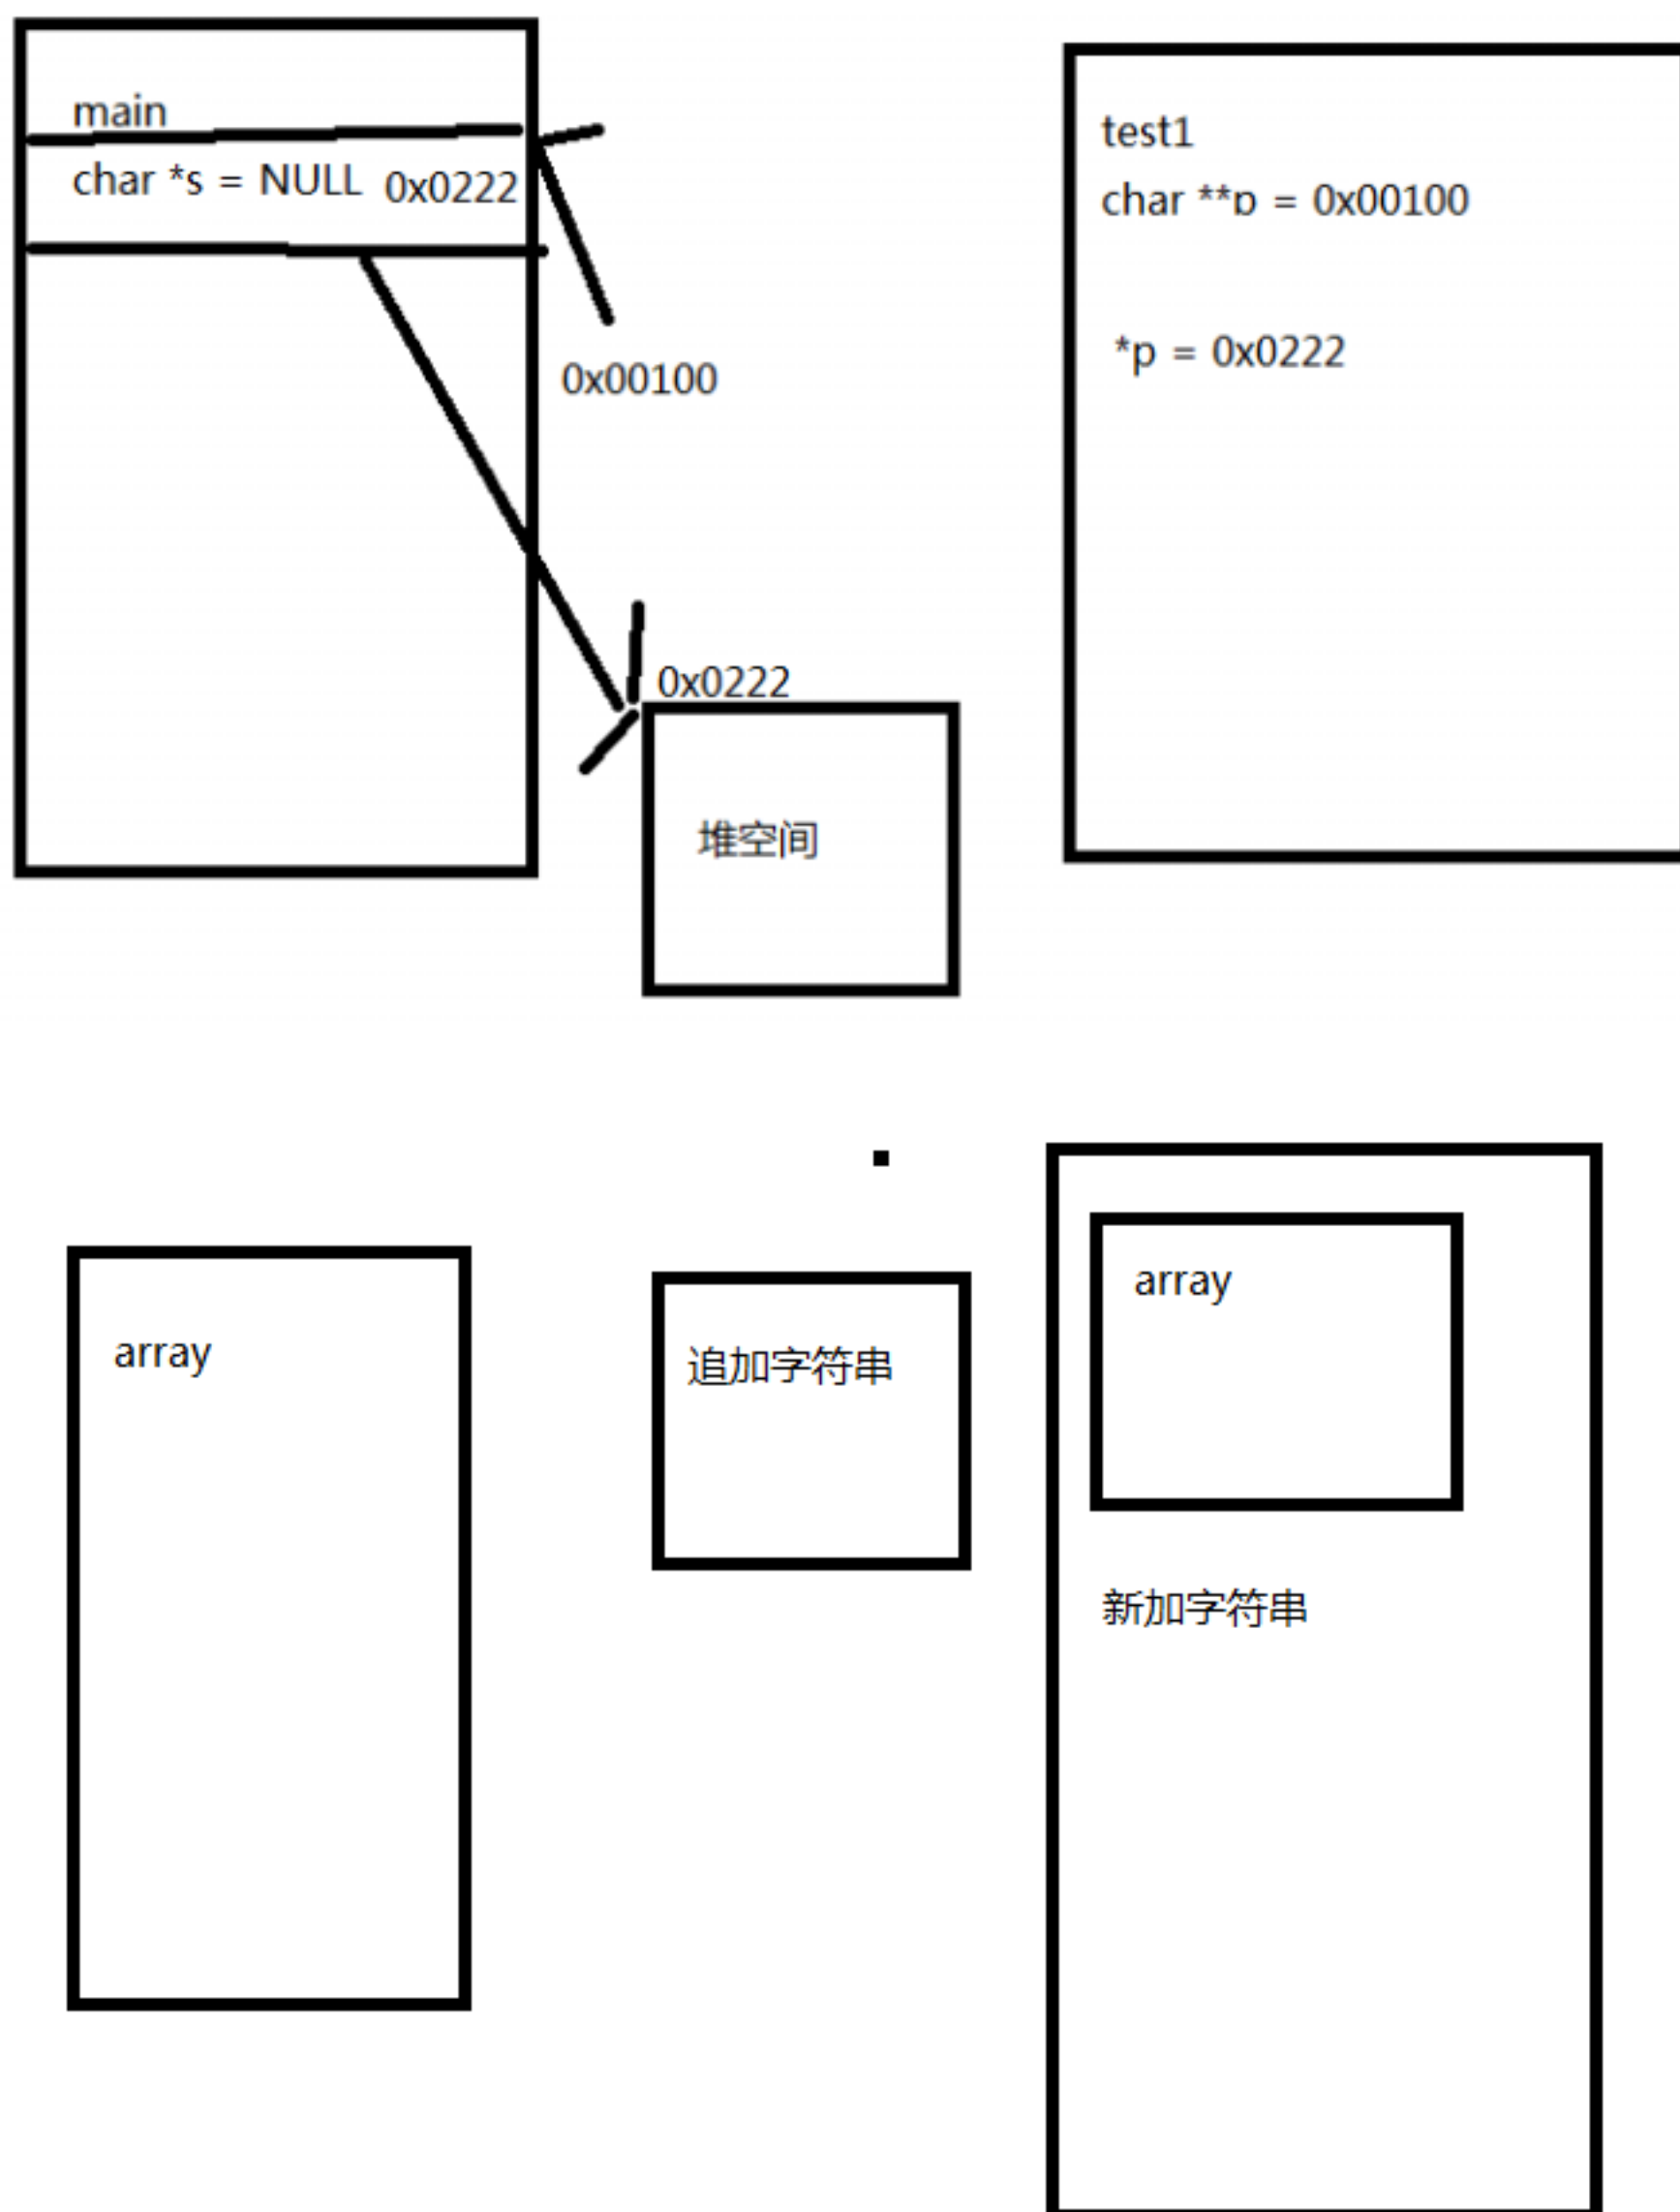 main
char *s = NULL 0x0222
0x00100
0x0222
堆空间
test1
char **p = 0x00100
*p = 0x0222
array
追加字符串
array
新加字符串